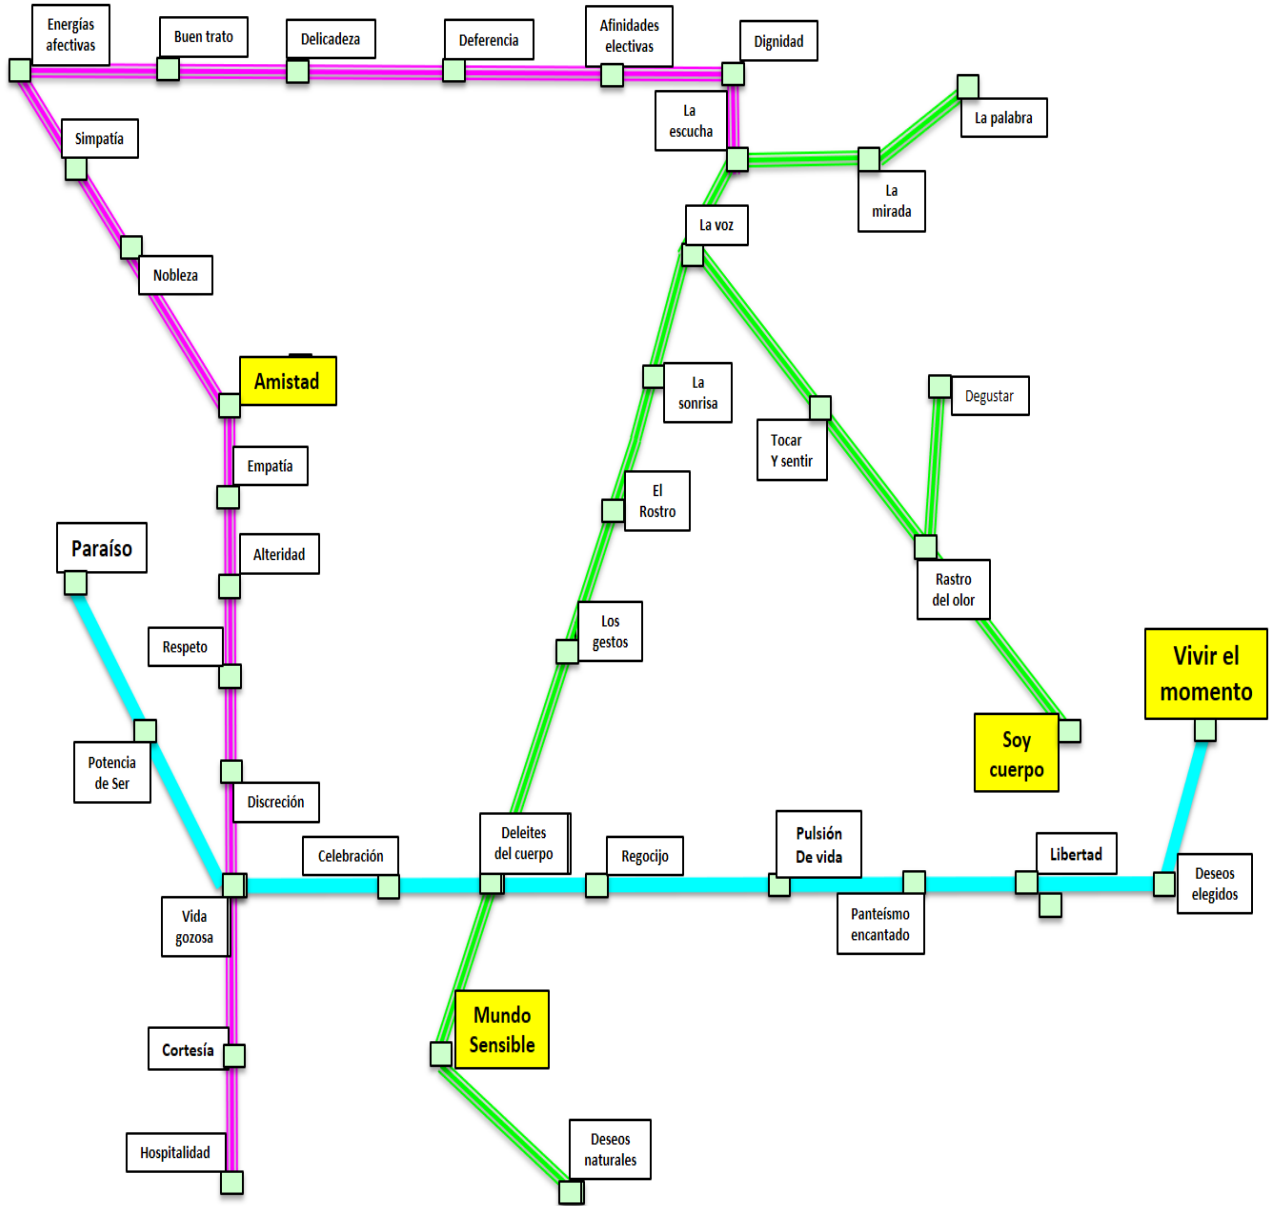 Energías
afectivas
Buen trato
Delicadeza
Deferencia
Afinidades
electivas
Dignidad
La
escucha
La palabra
Simpatía
La
mirada
La voz
Nobleza
Amistad
La
sonrisa
Degustar
Tocar
Y sentir
Empatía
El
Rostro
Paraíso
Alteridad
Rastro
del olor
Los
gestos
Respeto
Vivir el
momento
Soy
cuerpo
Potencia
de Ser
Discreción
Celebración
Deleites
del cuerpo
Regocijo
Pulsión
De vida
Libertad
Deseos
elegidos
Vida
gozosa
Panteísmo
encantado
Mundo
Sensible
Cortesía
Hospitalidad
Deseos
naturales